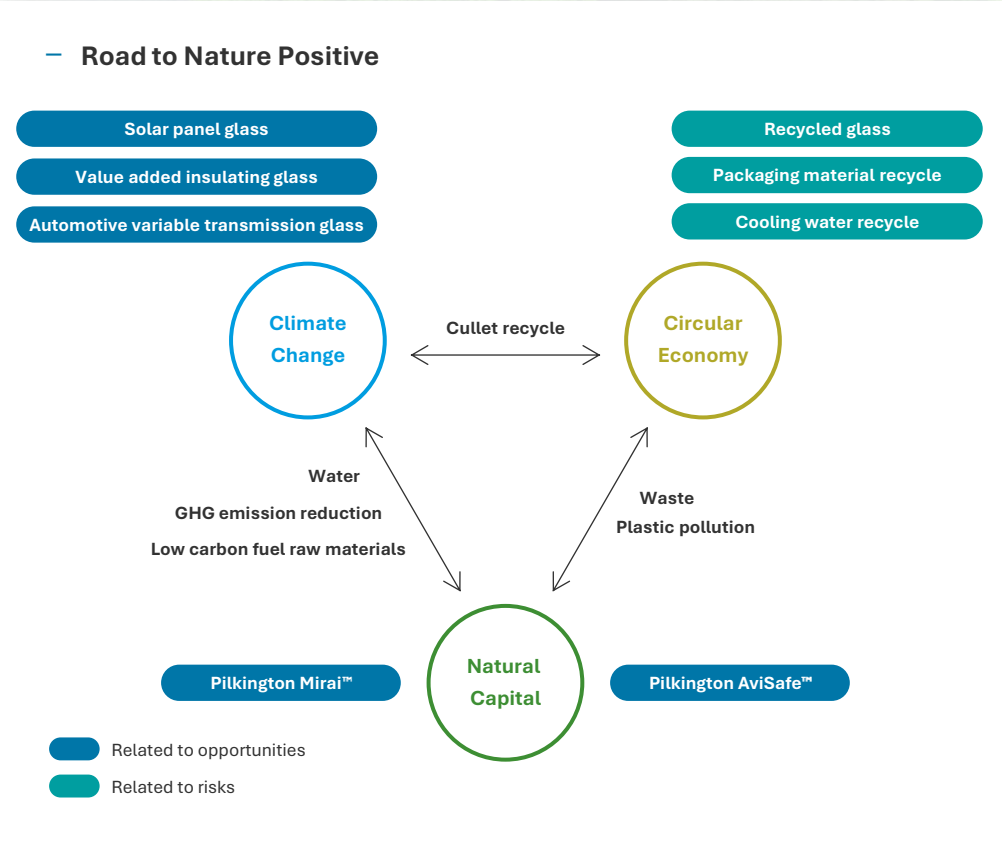 Road to Nature Positive
Solar panel glass
Value added insulating glass
Automotive variable transmission glass
Recycled glass
Packaging material recycle
Cooling water recycle
Climate
Change
Cullet recycle
Circular
Economy
Water
GHG emission reduction
Low carbon fuel raw materials
Waste
Plastic pollution
Natural
Capital
Pilkington Mirai™
Pilkington AviSafe™
Related to opportunities
Related to risks